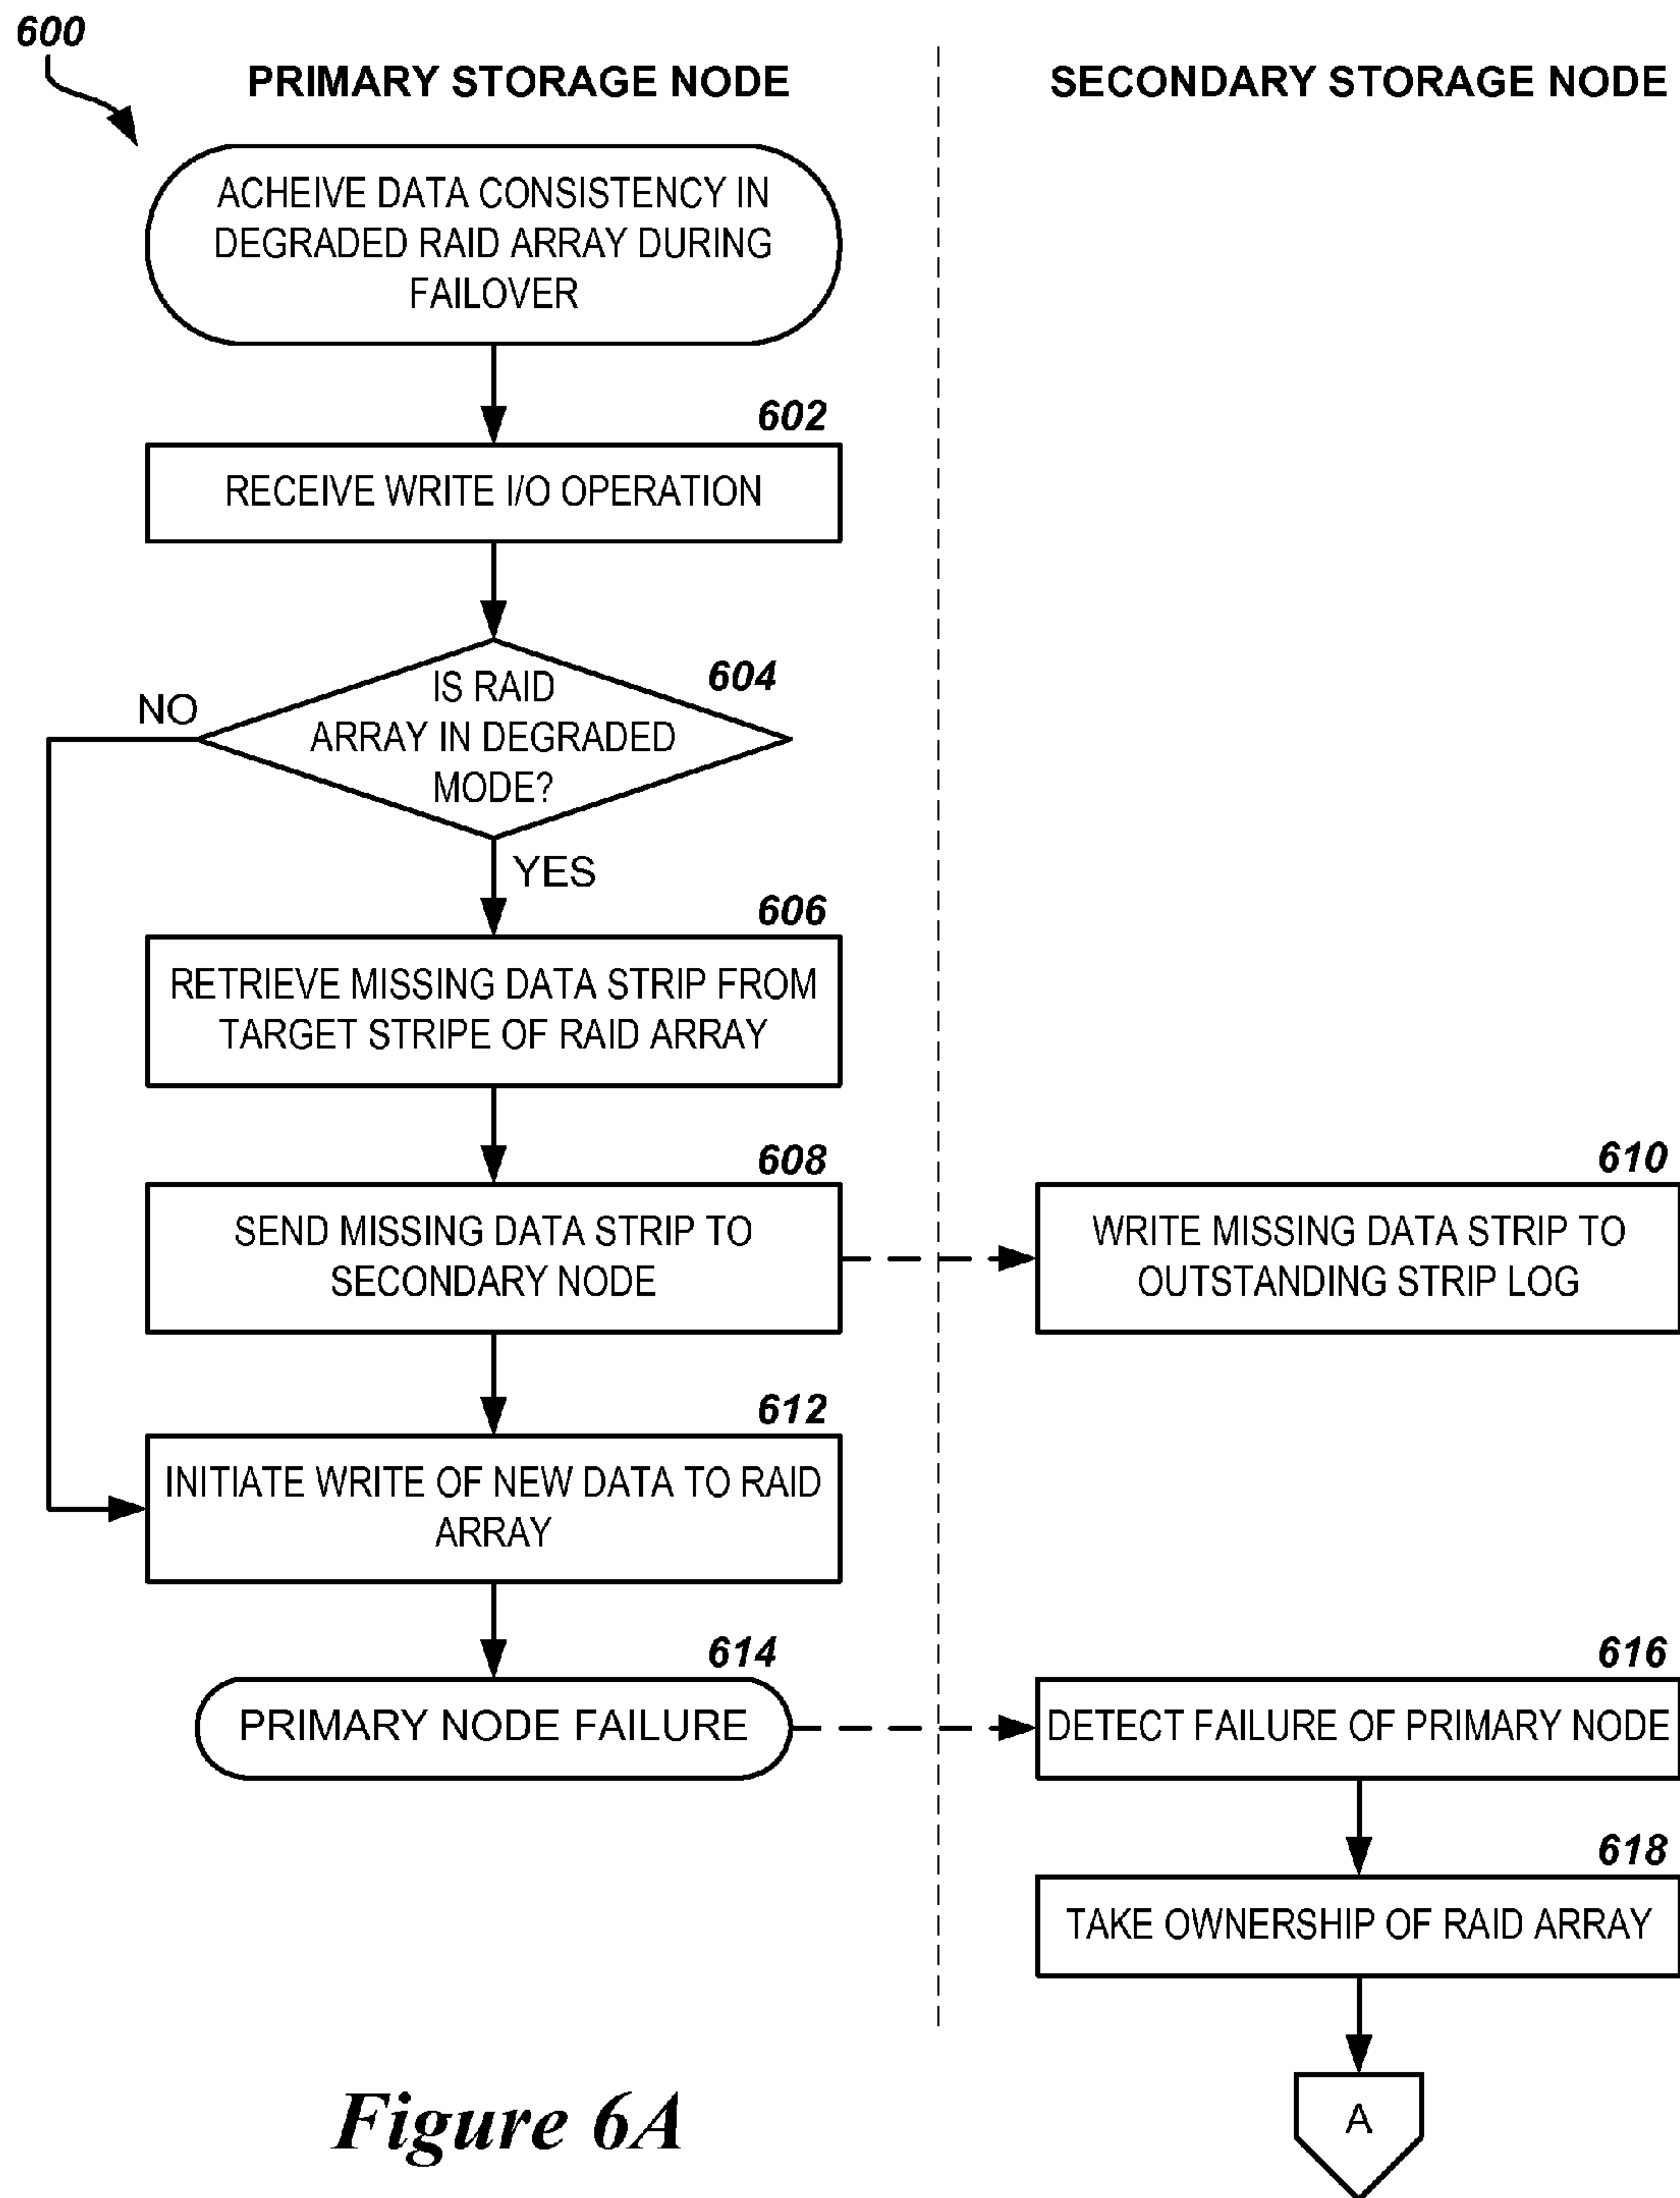 600
PRIMARY STORAGE NODE
SECONDARY STORAGE NODE
ACHEIVE DATA CONSISTENCY IN
DEGRADED RAID ARRAY DURING
FAILOVER
602
RECEIVE WRITE I/O OPERATION
604
IS RAID
ARRAY IN DEGRADED
MODE?
NO
YES
606
RETRIEVE MISSING DATA STRIP FROM
TARGET STRIPE OF RAID ARRAY
608
SEND MISSING DATA STRIP TO
SECONDARY NODE
610
WRITE MISSING DATA STRIP TO
OUTSTANDING STRIP LOG
612
INITIATE WRITE OF NEW DATA TO RAID
ARRAY
614
PRIMARY NODE FAILURE
616
DETECT FAILURE OF PRIMARY NODE
618
TAKE OWNERSHIP OF RAID ARRAY
A
Figure 6A